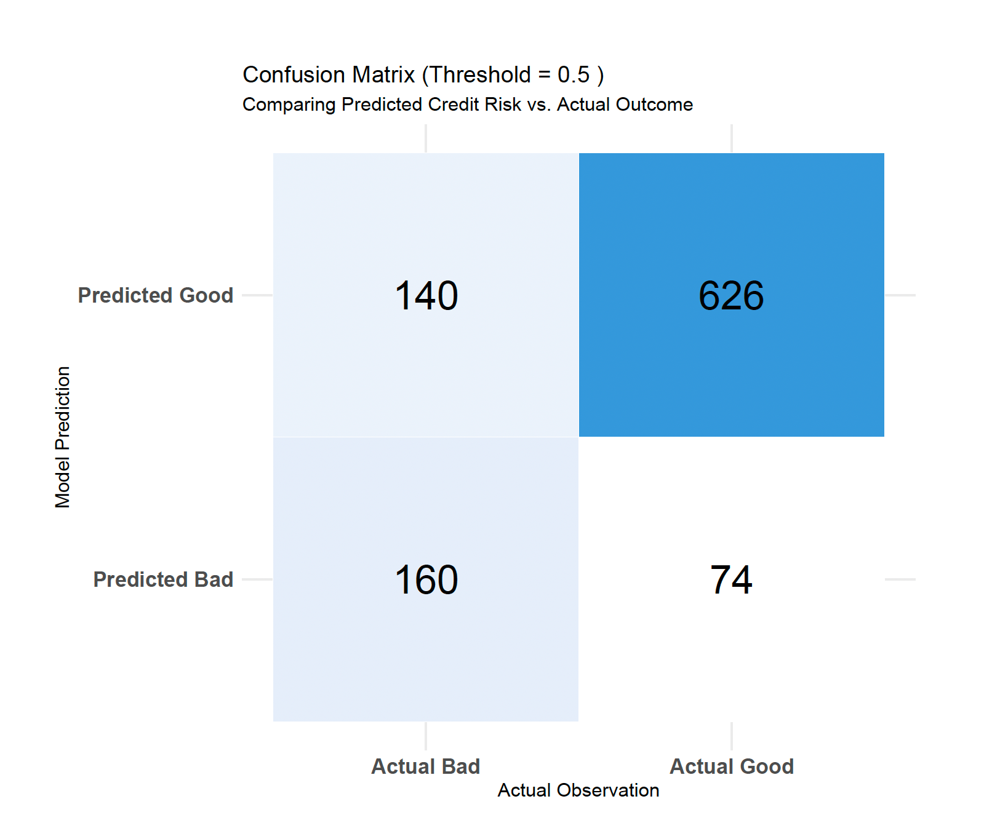 Confusion Matrix (Threshold = 0.5 )
Comparing Predicted Credit Risk vs. Actual Outcome
Predicted Good
140
626
Model Prediction
Predicted Bad
160
74
Actual Bad
Actual Good
Actual Observation